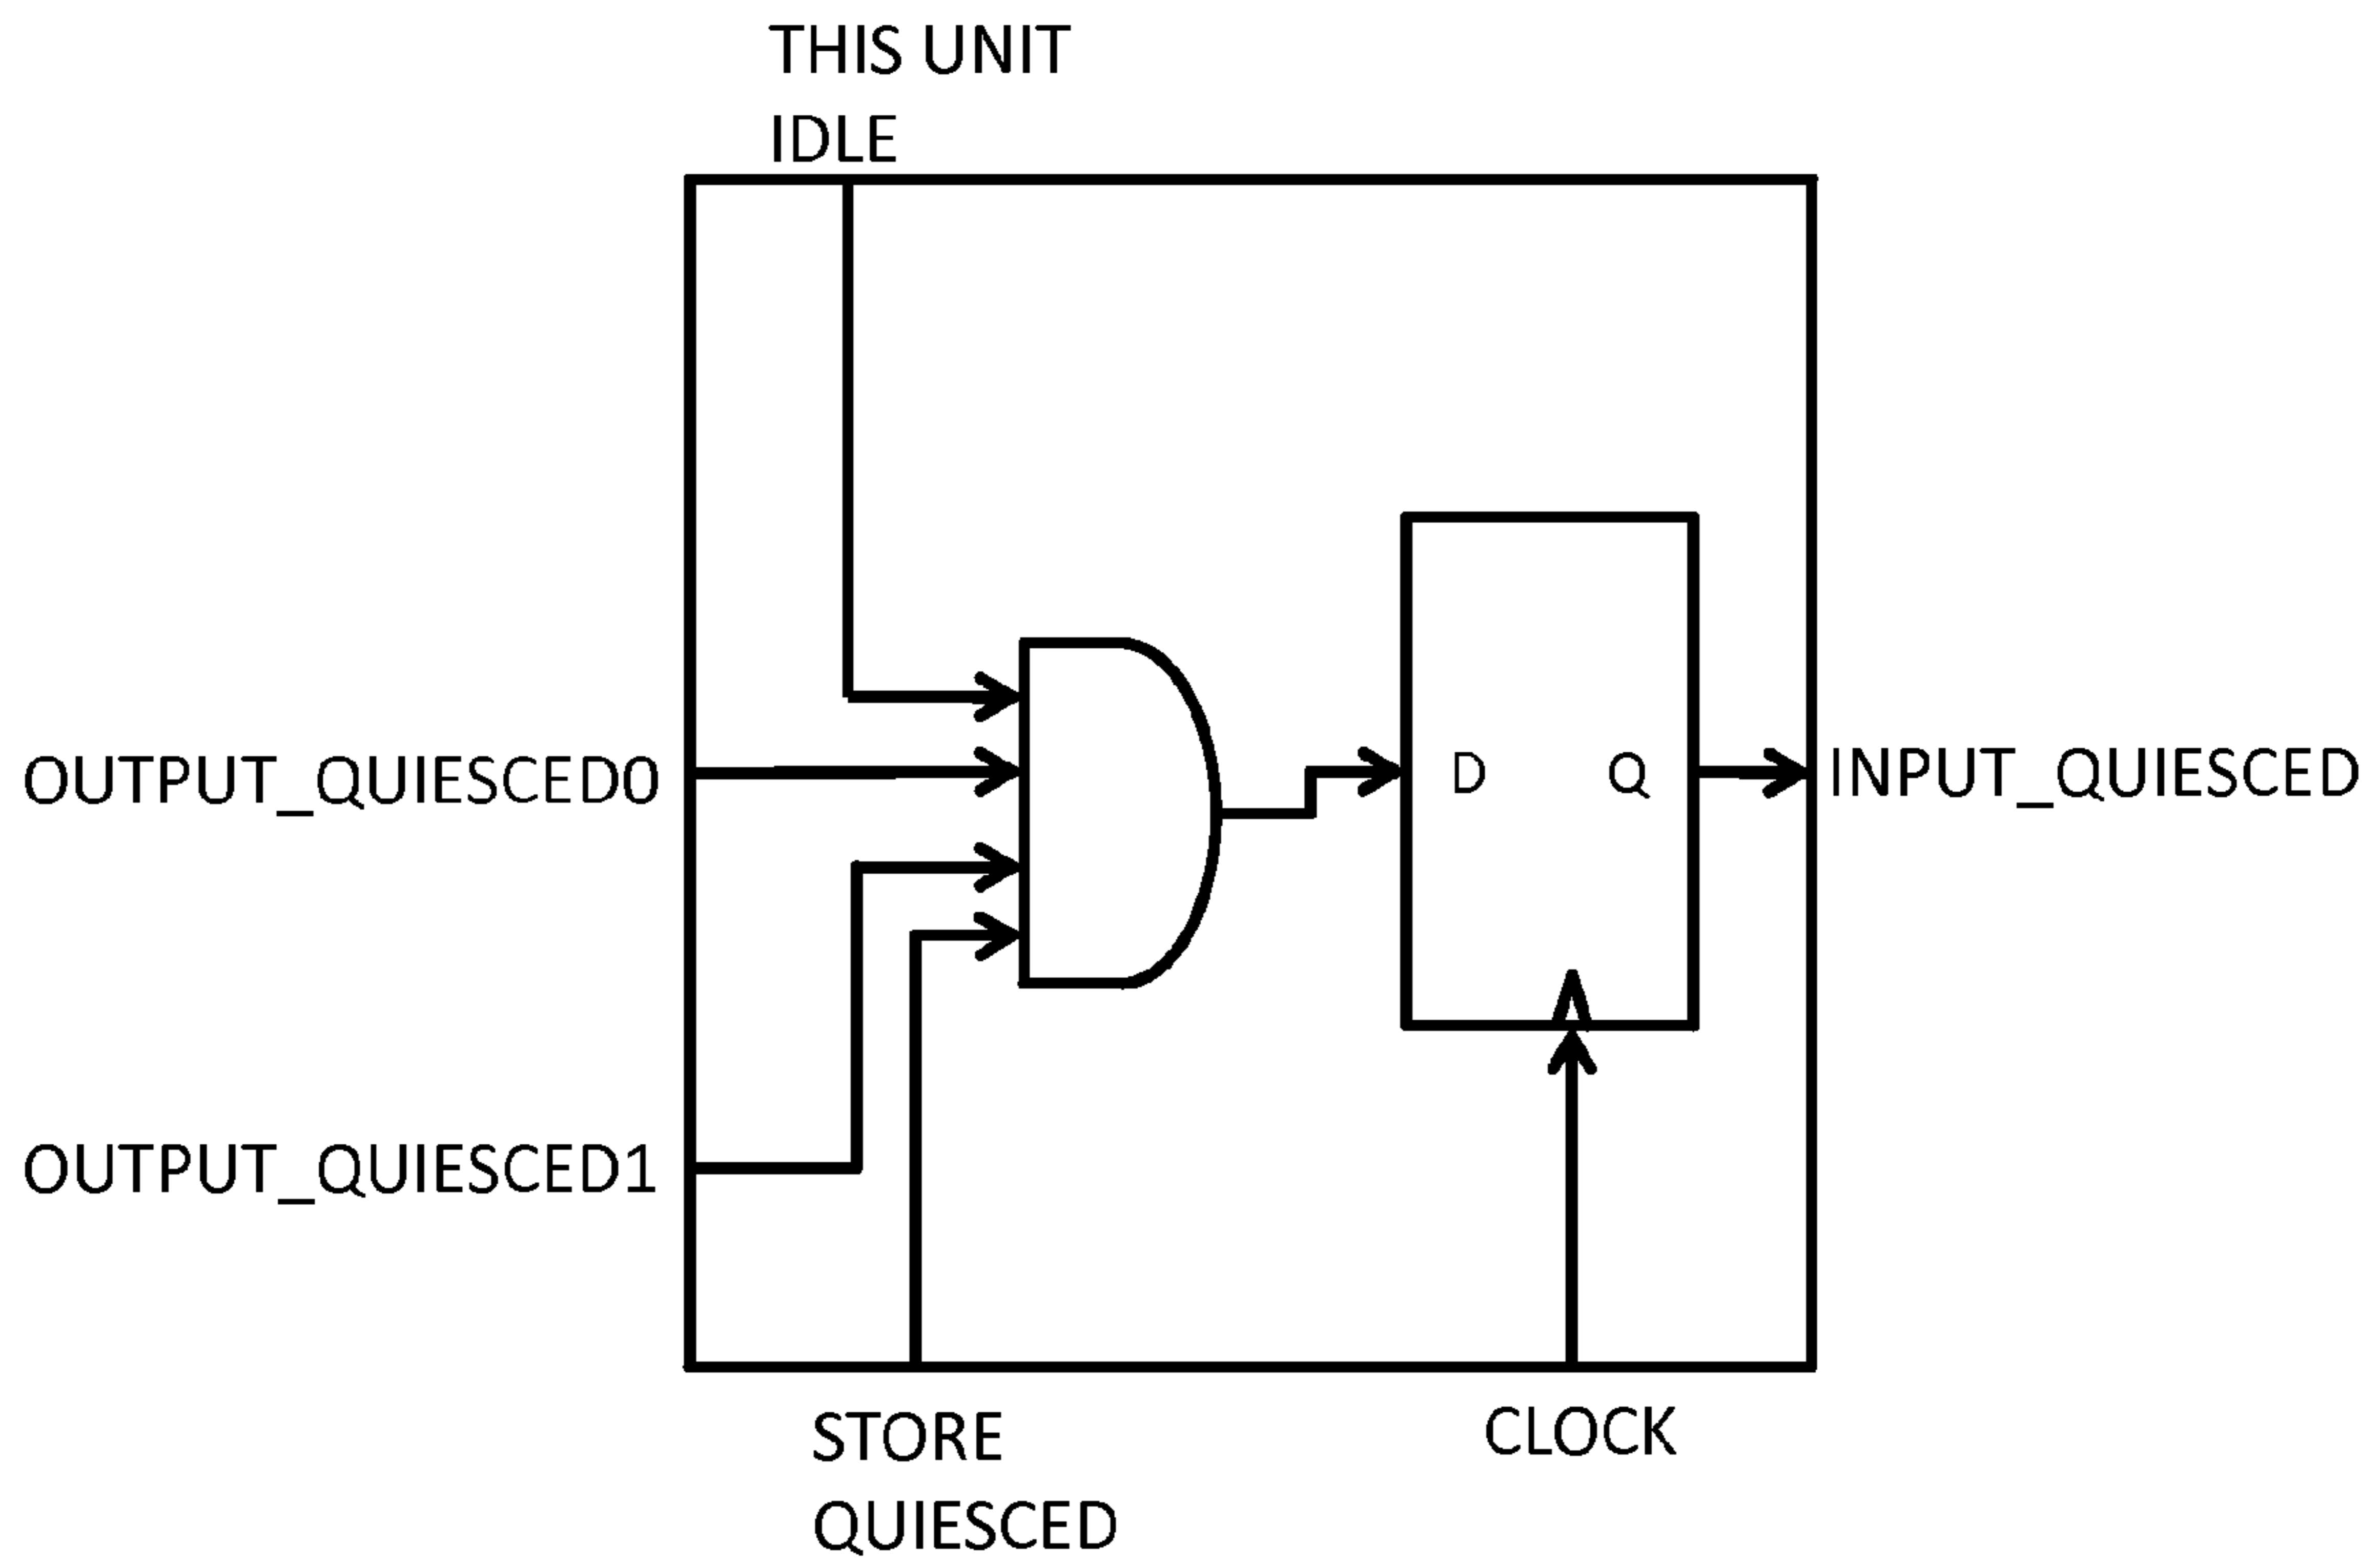 THIS UNIT
IDLE
OUTPUT_QUIESCED0
D
Q
INPUT_QUIESCED
OUTPUT_QUIESCED1
STORE
QUIESCED
CLOCK